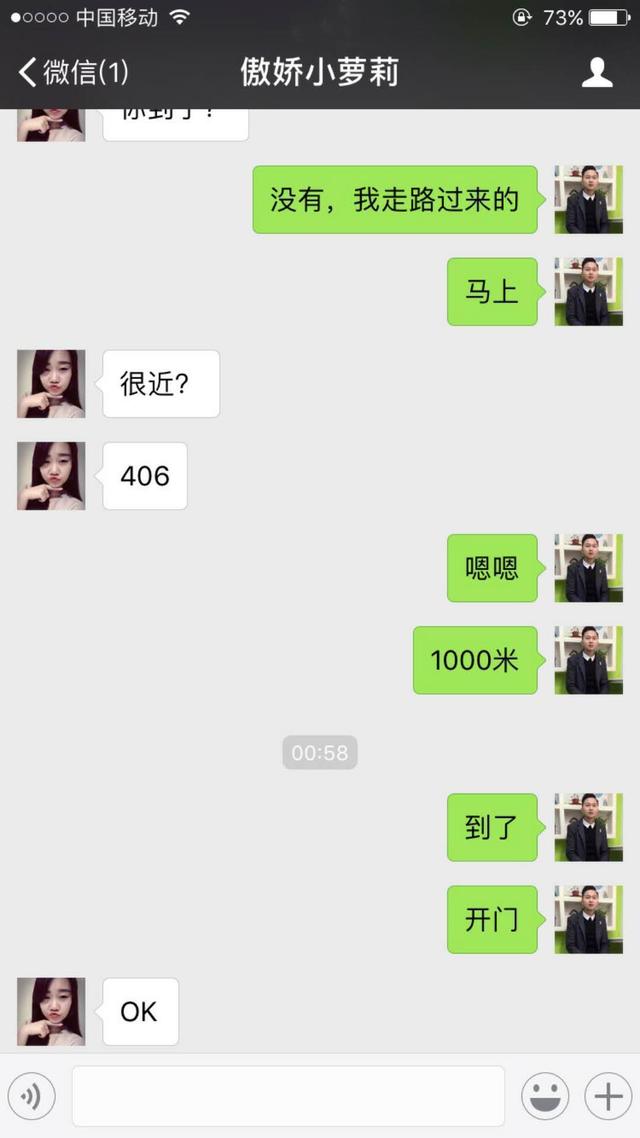 中国移动
73%
微信(1)
傲娇小萝莉
没有，我走路过来的
马上
很近？
406
嗯嗯
1000米
00:58
到了
开门
OK